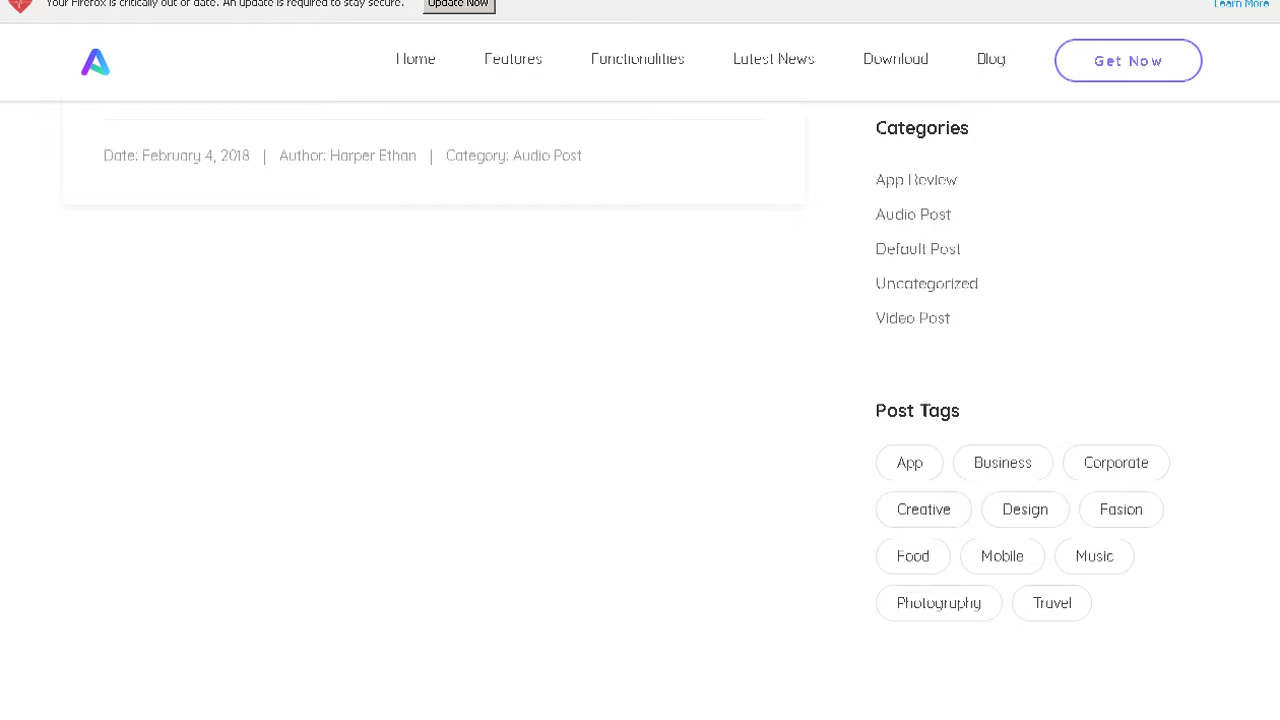 Your Firefox is critically out of date. An update is required to stay secure. Update Now Learn More
Home Features Functionalities Latest News Download Blog Get Now
Date: February 4, 2018 | Author: Harper Ethan | Category: Audio Post
Categories
App Review
Audio Post
Default Post
Uncategorized
Video Post
Post Tags
App Business Corporate
Creative Design Fasion
Food Mobile Music
Photography Travel